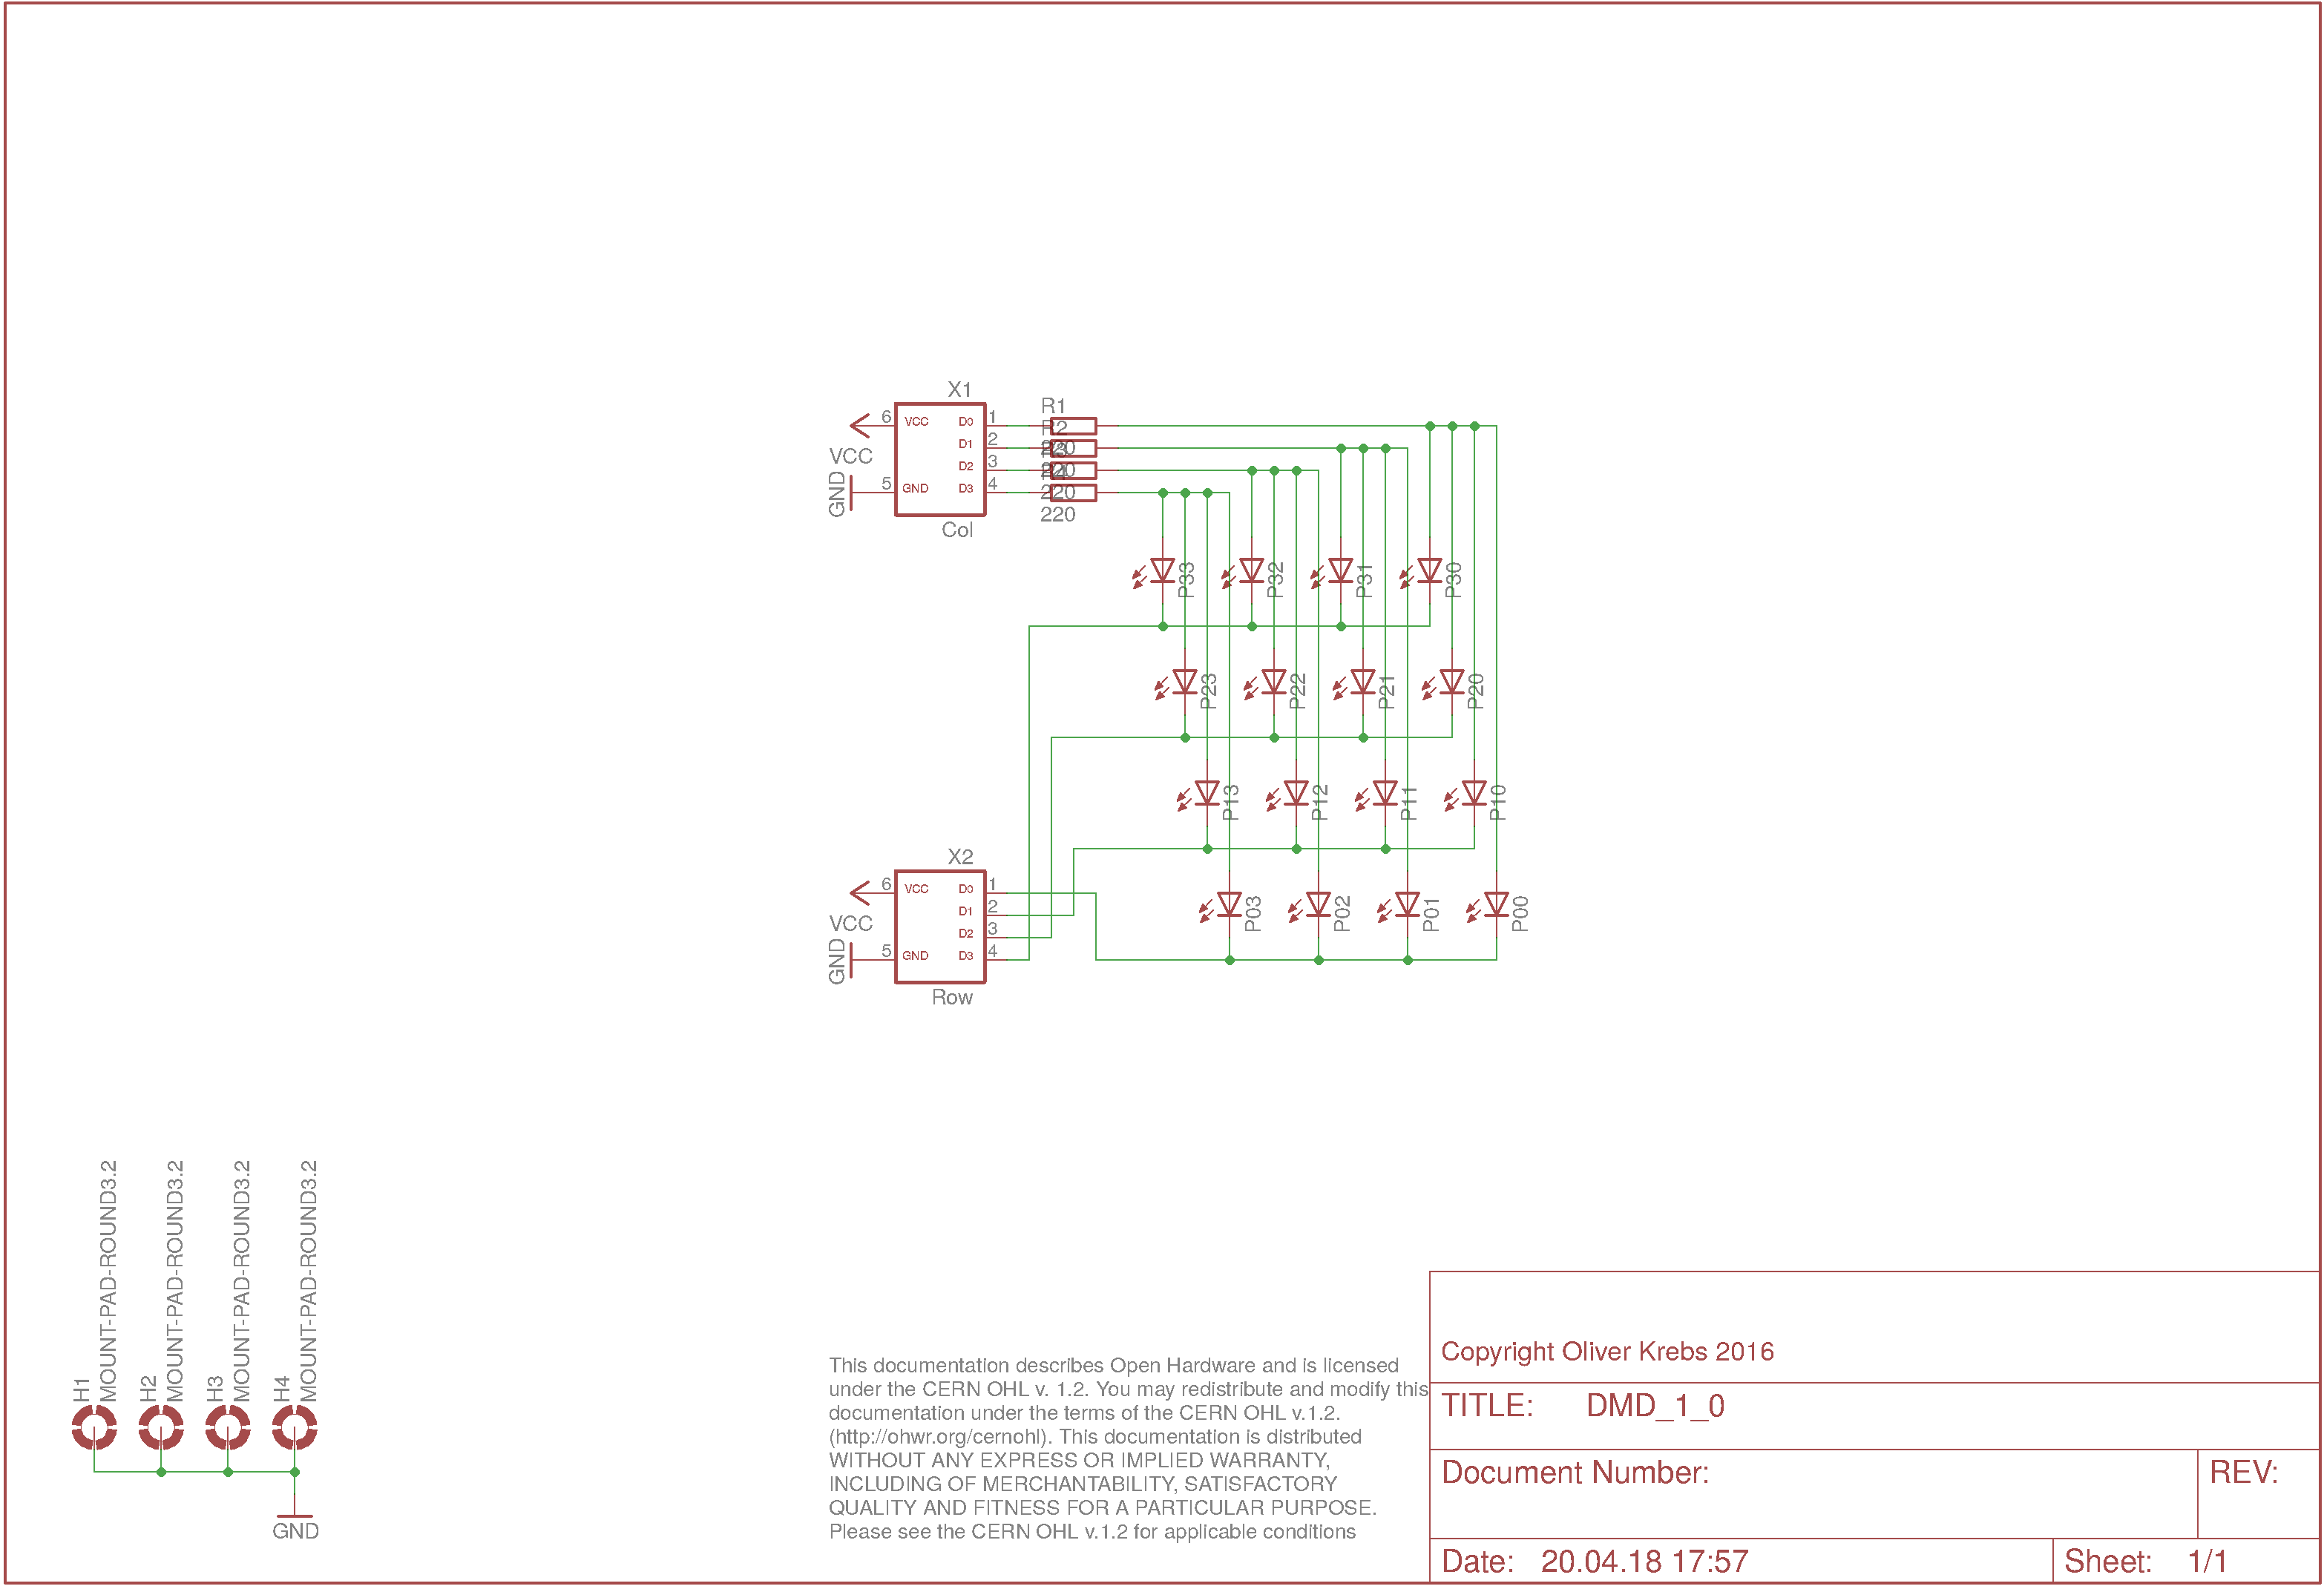 X1
6 VCC D0 1
D1 2
VCC
D2 3
GND 5 GND D3 4
Col
R1
R2
220
220
220
220
P33 P32 P31 P30
P23 P22 P21 P20
P13 P12 P11 P10
P03 P02 P01 P00
X2
6 VCC D0 1
D1 2
VCC
D2 3
GND 5 GND D3 4
Row
H1 MOUNT-PAD-ROUND3.2
H2 MOUNT-PAD-ROUND3.2
H3 MOUNT-PAD-ROUND3.2
H4 MOUNT-PAD-ROUND3.2
GND
This documentation describes Open Hardware and is licensed
under the CERN OHL v. 1.2. You may redistribute and modify this
documentation under the terms of the CERN OHL v.1.2.
(http://ohwr.org/cernohl). This documentation is distributed
WITHOUT ANY EXPRESS OR IMPLIED WARRANTY,
INCLUDING OF MERCHANTABILITY, SATISFACTORY
QUALITY AND FITNESS FOR A PARTICULAR PURPOSE.
Please see the CERN OHL v.1.2 for applicable conditions
Copyright Oliver Krebs 2016
TITLE: DMD_1_0
Document Number:
REV:
Date: 20.04.18 17:57
Sheet: 1/1